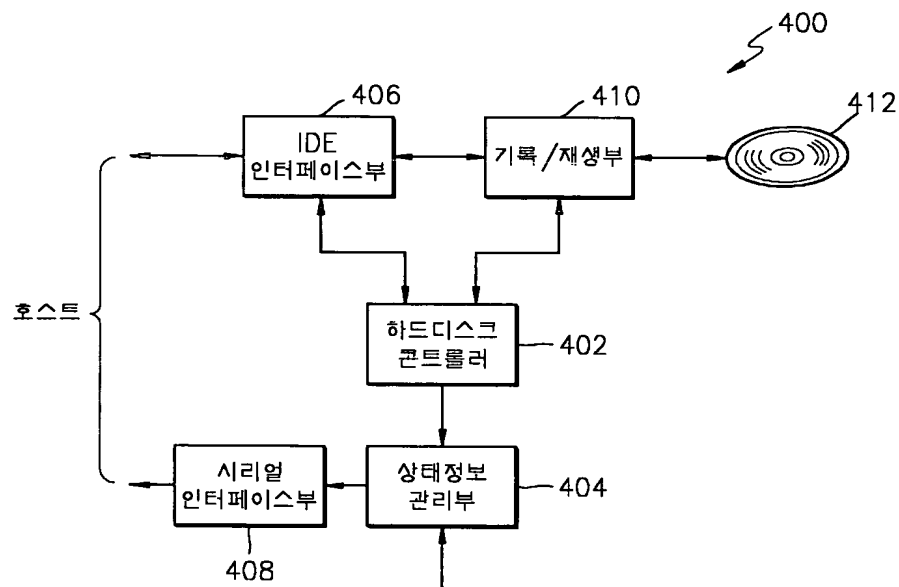 400
406
410
412
IDE
인터페이스부
기록/재생부
호스트
하드디스크
콘트롤러
402
시리얼
인터페이스부
상태정보
관리부
404
408